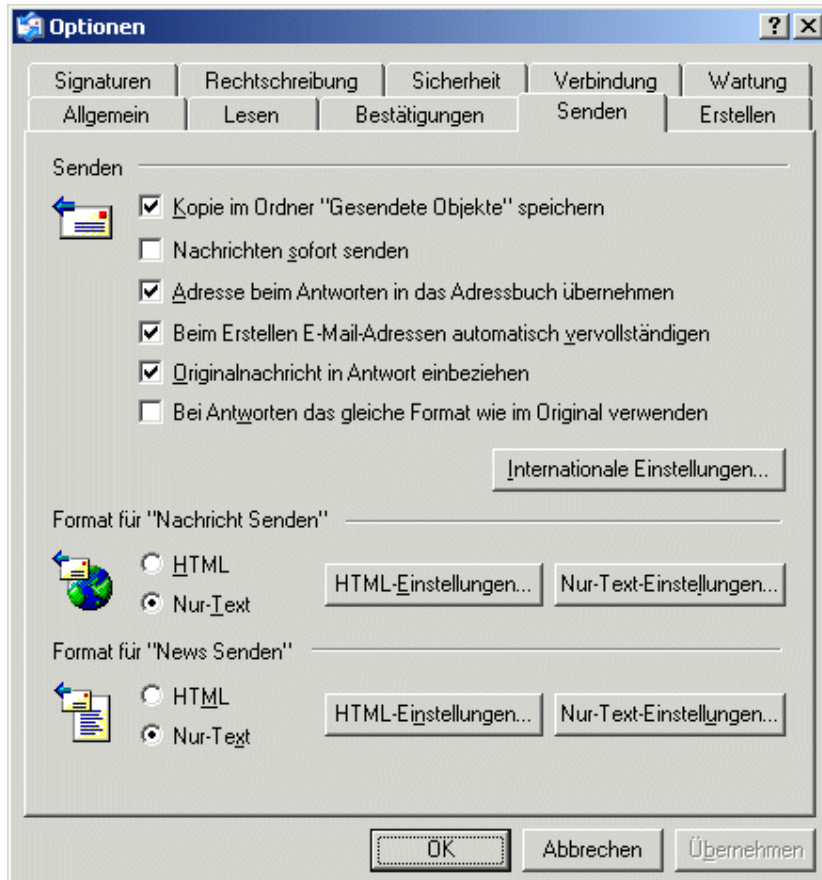 Optionen
Signaturen
Rechtschreibung
Sicherheit
Verbindung
Wartung
Allgemein
Lesen
Bestätigungen
Senden
Erstellen
Senden
Kopie im Ordner "Gesendete Objekte" speichern
Nachrichten sofort senden
Adresse beim Antworten in das Adressbuch übernehmen
Beim Erstellen E-Mail-Adressen automatisch vervollständigen
Originalnachricht in Antwort einbeziehen
Bei Antworten das gleiche Format wie im Original verwenden
Internationale Einstellungen...
Format für "Nachricht Senden"
HTML
Nur-Text
HTML-Einstellungen...
Nur-Text-Einstellungen...
Format für "News Senden"
HTML
Nur-Text
HTML-Einstellungen...
Nur-Text-Einstellungen...
OK
Abbrechen
Übernehmen